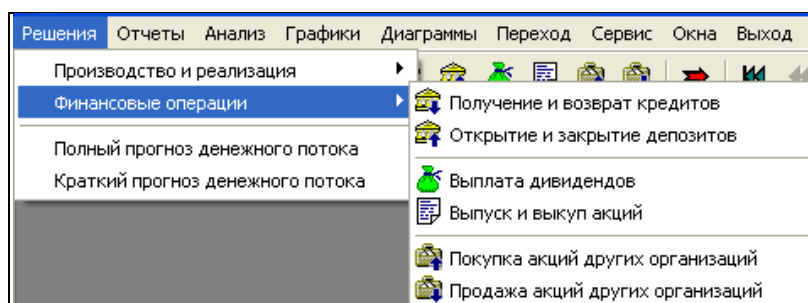 Решения Отчеты Анализ Графики Диаграммы Переход Сервис Окна Выход
Производство и реализация
Финансовые операции
Полный прогноз денежного потока
Краткий прогноз денежного потока
Получение и возврат кредитов
Открытие и закрытие депозитов
Выплата дивидендов
Выпуск и выкуп акций
Покупка акций других организаций
Продажа акций других организаций